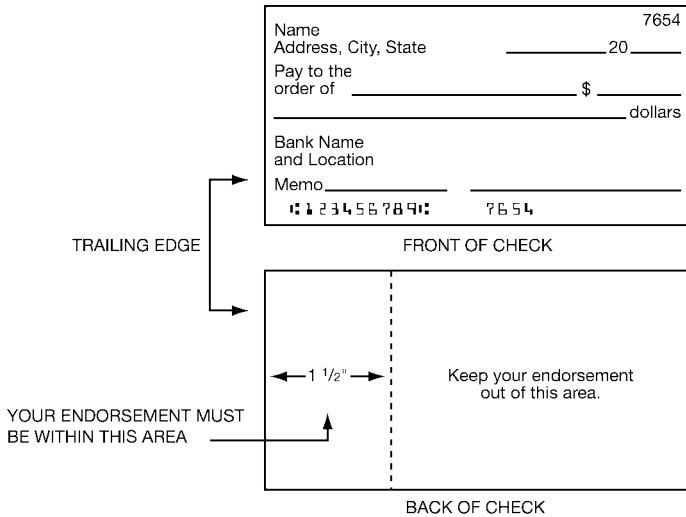 7654
Name
Address, City, State 20
Pay to the
order of $
dollars
Bank Name
and Location
Memo
⑆123456789⑆ 7654
TRAILING EDGE
FRONT OF CHECK
1 1/2"
Keep your endorsement
out of this area.
YOUR ENDORSEMENT MUST
BE WITHIN THIS AREA
BACK OF CHECK